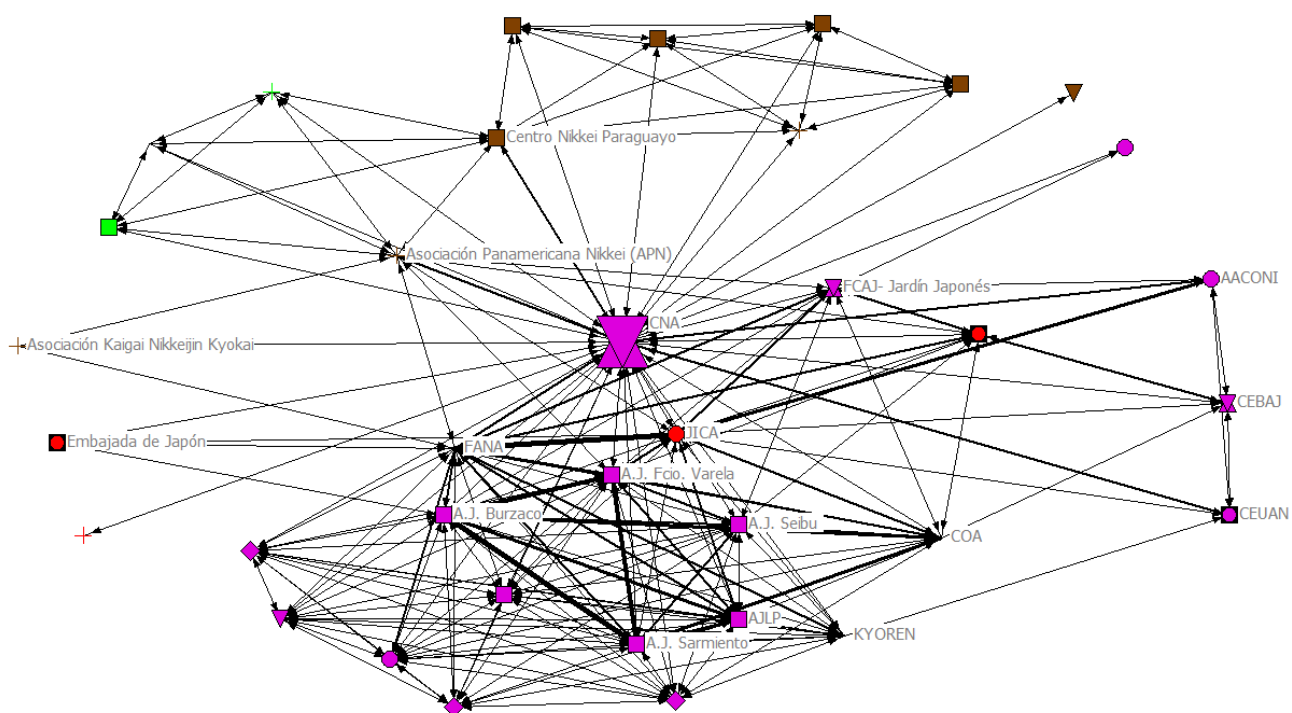 Centro Nikkei Paraguayo
Asociación Panamericana Nikkei (APN)
AACONI
FCAJ- Jardín Japonés
CNA
Asociación Kaigai Nikkeijin Kyokai
CEBAJ
JICA
Embajada de Japón
FANA
A.J. Fcio. Varela
A.J. Burzaco
CEUAN
A.J. Seibu
COA
AJLP
KYOREN
A.J. Sarmiento